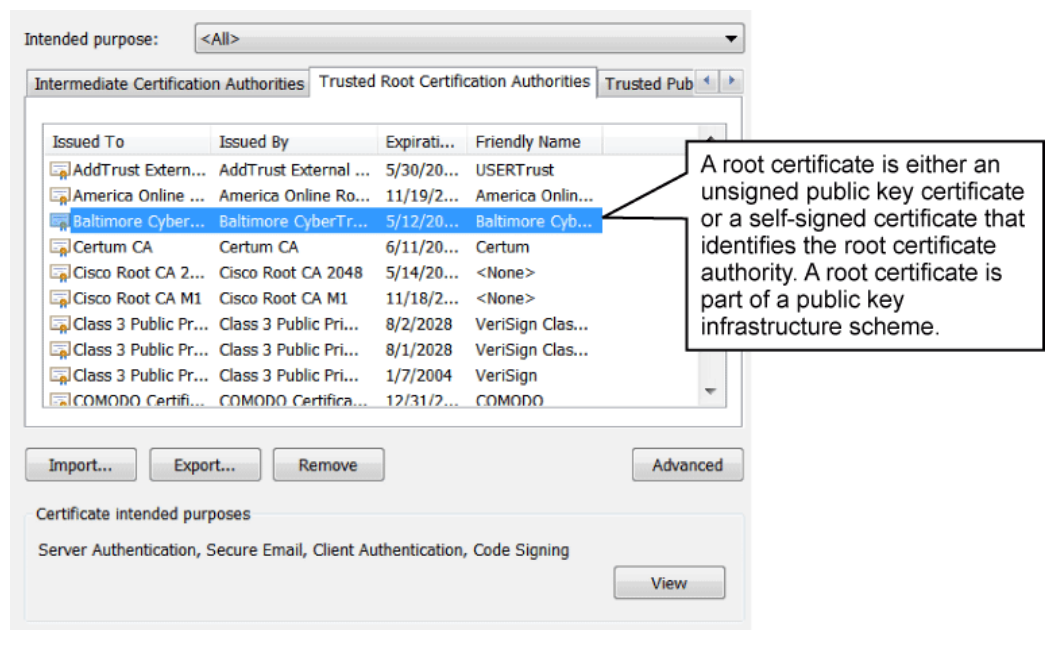 Intended purpose: <All>
Intermediate Certification Authorities Trusted Root Certification Authorities Trusted Pub
Issued To Issued By Expirati... Friendly Name
AddTrust Extern... AddTrust External ... 5/30/20... USERTrust
America Online ... America Online Ro... 11/19/2... America Onlin...
Baltimore Cyber... Baltimore CyberTr... 5/12/20... Baltimore Cyb...
Certum CA Certum CA 6/11/20... Certum
Cisco Root CA 2... Cisco Root CA 2048 5/14/20... <None>
Cisco Root CA M1 Cisco Root CA M1 11/18/2... <None>
Class 3 Public Pr... Class 3 Public Pri... 8/2/2028 VeriSign Clas...
Class 3 Public Pr... Class 3 Public Pri... 8/1/2028 VeriSign Clas...
Class 3 Public Pr... Class 3 Public Pri... 1/7/2004 VeriSign
COMODO Certifi... COMODO Certifica... 12/31/2... COMODO
A root certificate is either an
unsigned public key certificate
or a self-signed certificate that
identifies the root certificate
authority. A root certificate is
part of a public key
infrastructure scheme.
Import... Export... Remove Advanced
Certificate intended purposes
Server Authentication, Secure Email, Client Authentication, Code Signing
View